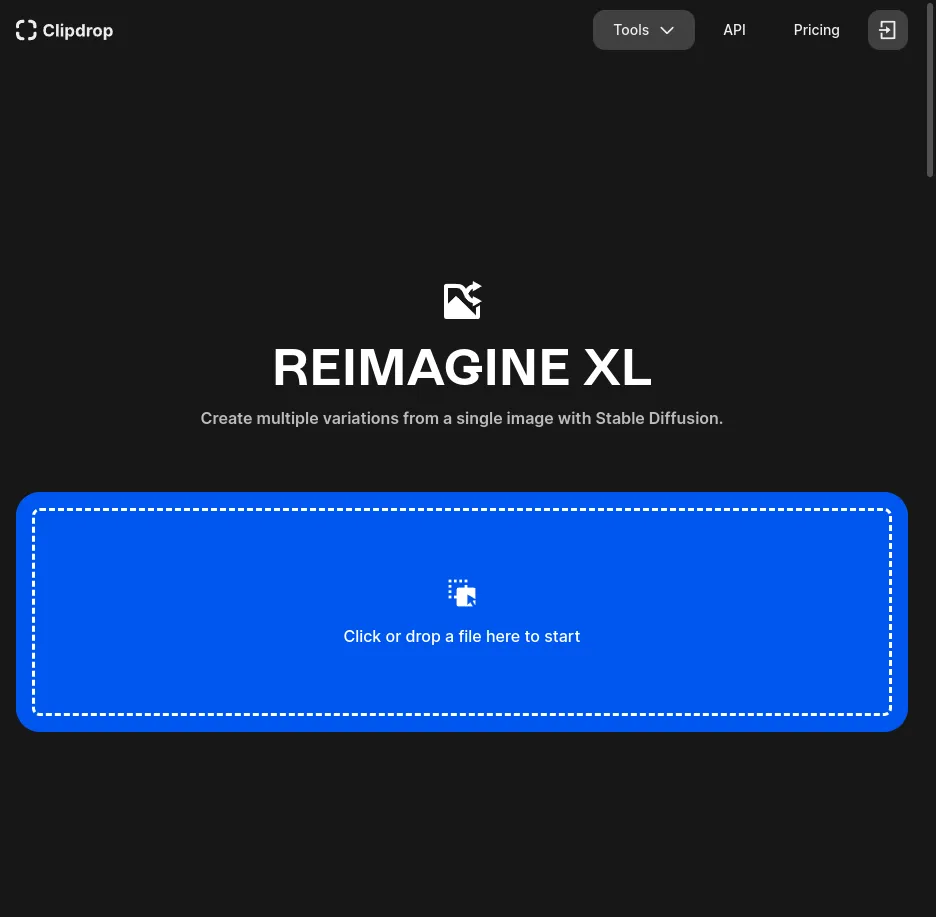 Clipdrop
Tools
API
Pricing
REIMAGINE XL
Create multiple variations from a single image with Stable Diffusion.
Click or drop a file here to start